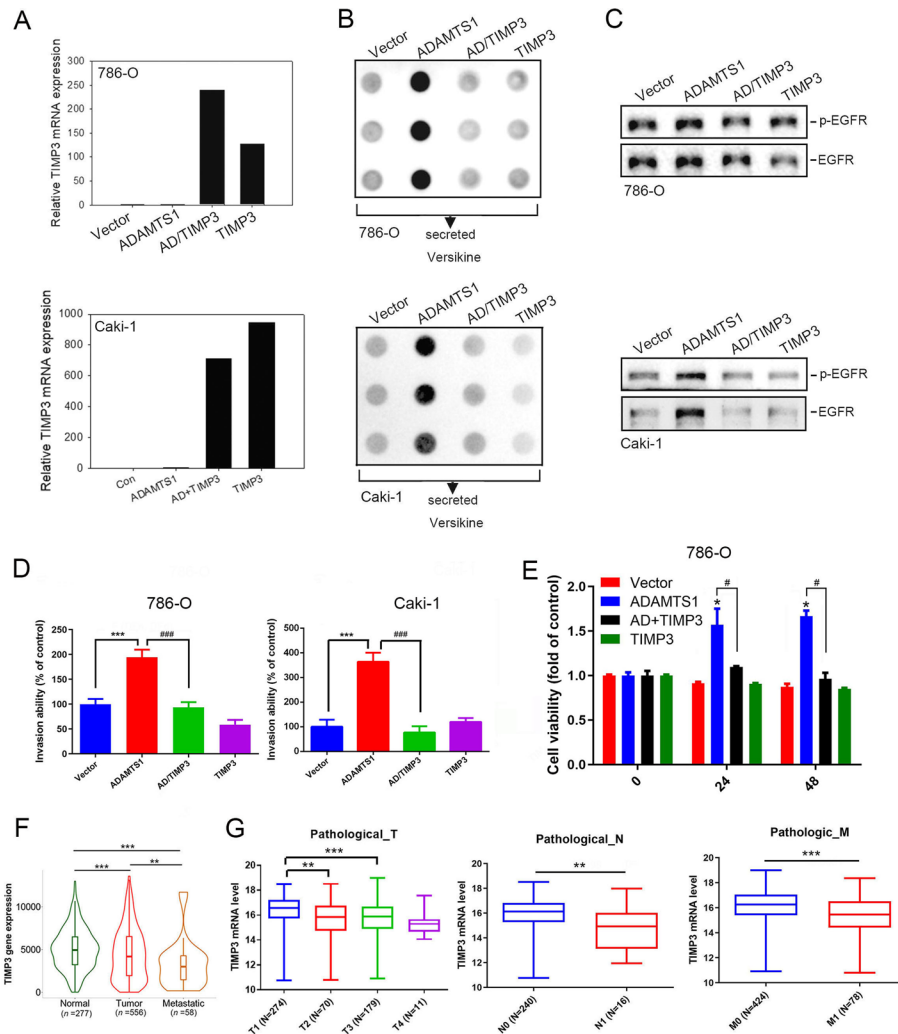 A
786-O
Relative TIMP3 mRNA expression
300
250
200
150
100
50
0
Vector
ADAMTS1
AD/TIMP3
TIMP3
Caki-1
Relative TIMP3 mRNA expression
1000
800
600
400
200
0
Con
ADAMTS1
AD+TIMP3
TIMP3
B
Vector
ADAMTS1
AD/TIMP3
TIMP3
786-O
secreted
Versikine
Vector
ADAMTS1
AD/TIMP3
TIMP3
Caki-1
secreted
Versikine
C
Vector
ADAMTS1
AD/TIMP3
TIMP3
p-EGFR
EGFR
786-O
Vector
ADAMTS1
AD/TIMP3
TIMP3
p-EGFR
EGFR
Caki-1
D
786-O
Invasion ability (% of control)
250
200
150
100
50
0
*** ###
Vector
ADAMTS1
AD/TIMP3
TIMP3
Caki-1
Invasion ability (% of control)
500
400
300
200
100
0
*** ###
Vector
ADAMTS1
AD/TIMP3
TIMP3
E
786-O
Cell viability (fold of control)
2.0
1.5
1.0
0.5
0.0
Vector
ADAMTS1
AD+TIMP3
TIMP3
# #
* *
0 24 48
F
TIMP3 gene expression
10000
5000
0
***
*** **
Normal Tumor Metastatic
(n =277) (n =556) (n =58)
G
Pathological_T
TIMP3 mRNA level
20
18
16
14
12
10
***
**
T1 (N=274)
T2 (N=70)
T3 (N=179)
T4 (N=11)
Pathological_N
TIMP3 mRNA level
20
18
16
14
12
10
**
N0 (N=240)
N1 (N=16)
Pathologic_M
TIMP3 mRNA level
20
18
16
14
12
10
***
M0 (N=424)
M1 (N=78)